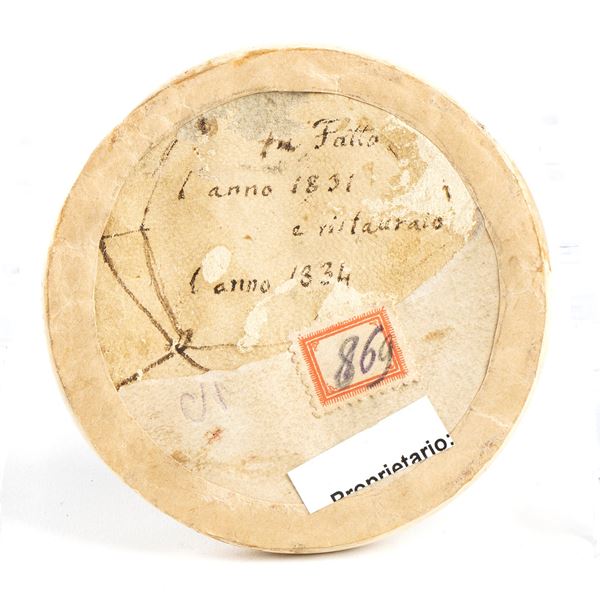 fu Fatto
l'anno 1831
e ristaurato
l'anno 1834
869
Proprietario: